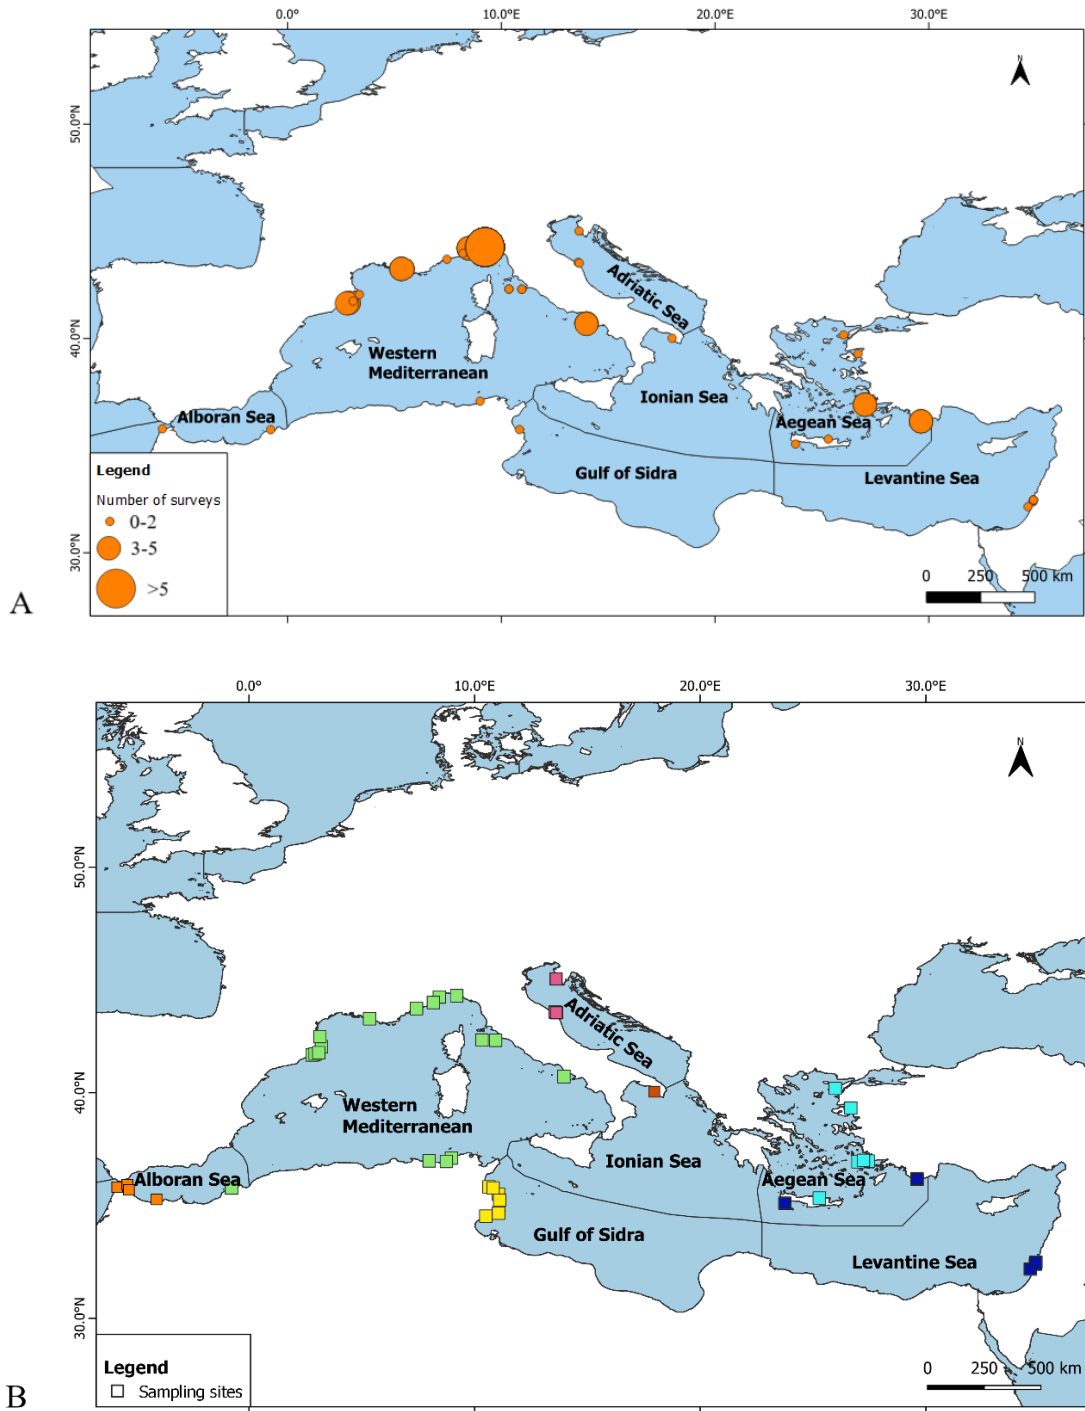 0.0°
10.0°E
20.0°E
30.0°E
50.0°N
40.0°N
30.0°N
N
Adriatic Sea
Western
Mediterranean
Ionian Sea
Alboran Sea
Aegean Sea
Gulf of Sidra
Levantine Sea
Legend
Number of surveys
0-2
3-5
>5
0 250 500 km
A
0.0°
10.0°E
20.0°E
30.0°E
50.0°N
40.0°N
30.0°N
N
Adriatic Sea
Western
Mediterranean
Ionian Sea
Alboran Sea
Aegean Sea
Gulf of Sidra
Levantine Sea
Legend
Sampling sites
0 250 500 km
B